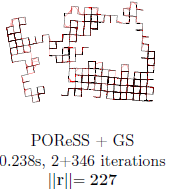 POReSS + GS
0.238s, 2+346 iterations
||r||= 227